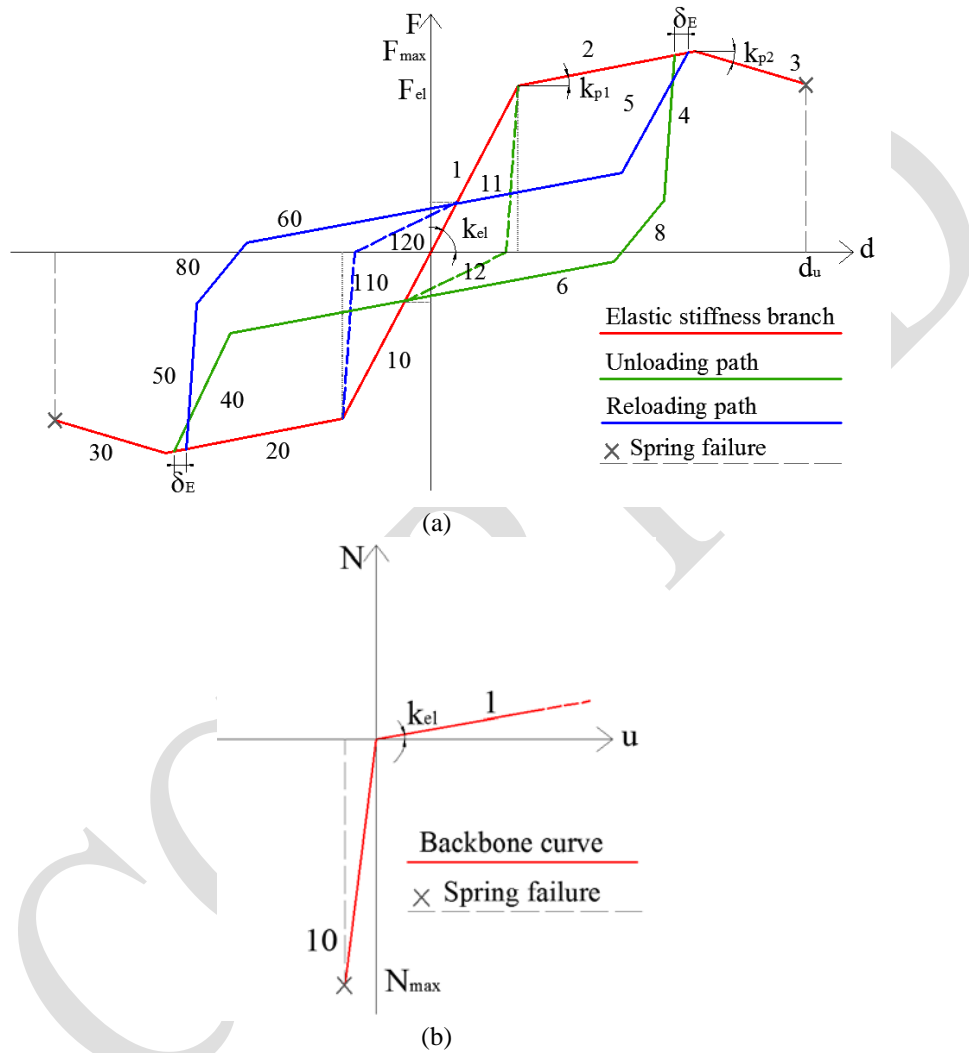 F
δE
Fmax
2
kp2
3
Fel
kp1
5
4
1
11
60
kel
8
120
12
du
d
80
110
6
10
50
40
30
20
δE
Elastic stiffness branch
Unloading path
Reloading path
Spring failure
(a)
N
kel
1
u
Backbone curve
Spring failure
10
Nmax
(b)